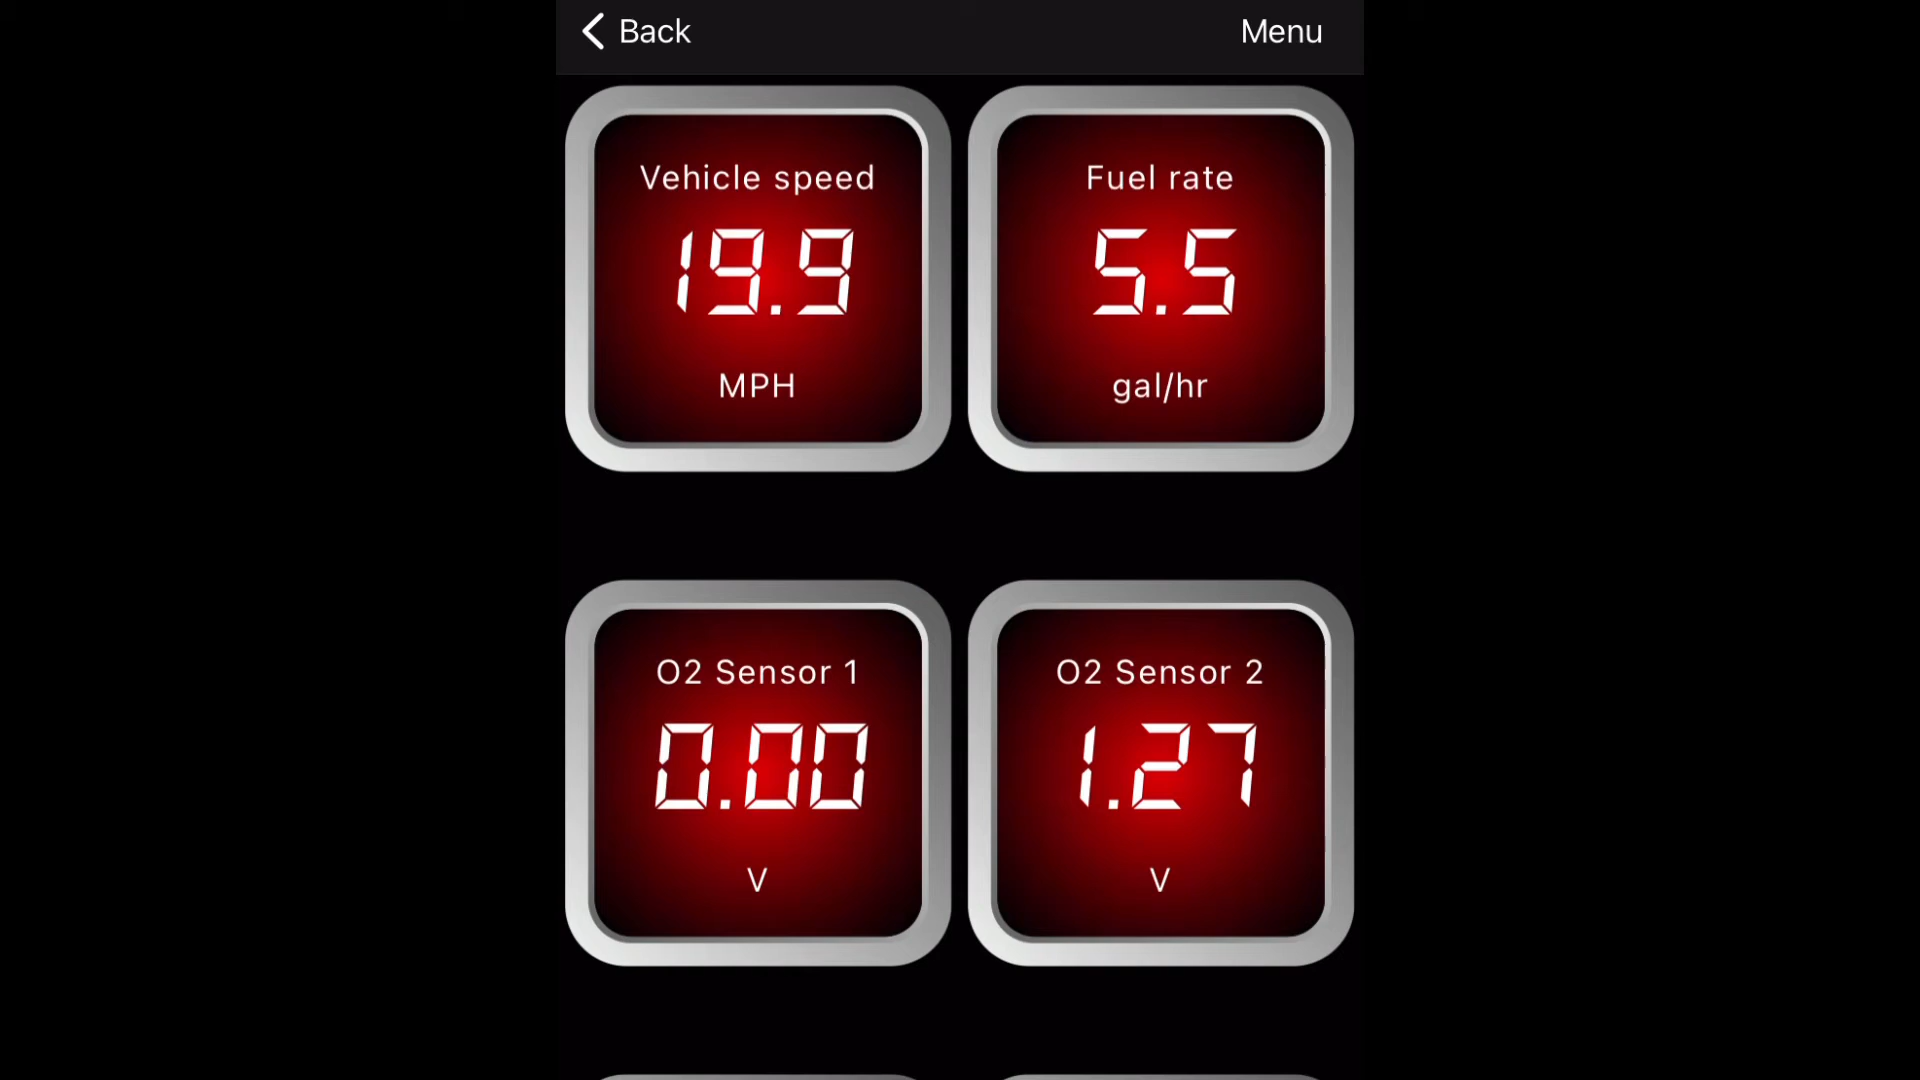 Back
Menu
Vehicle speed
19.9
MPH
Fuel rate
5.5
gal/hr
O2 Sensor 1
0.00
V
O2 Sensor 2
1.27
V